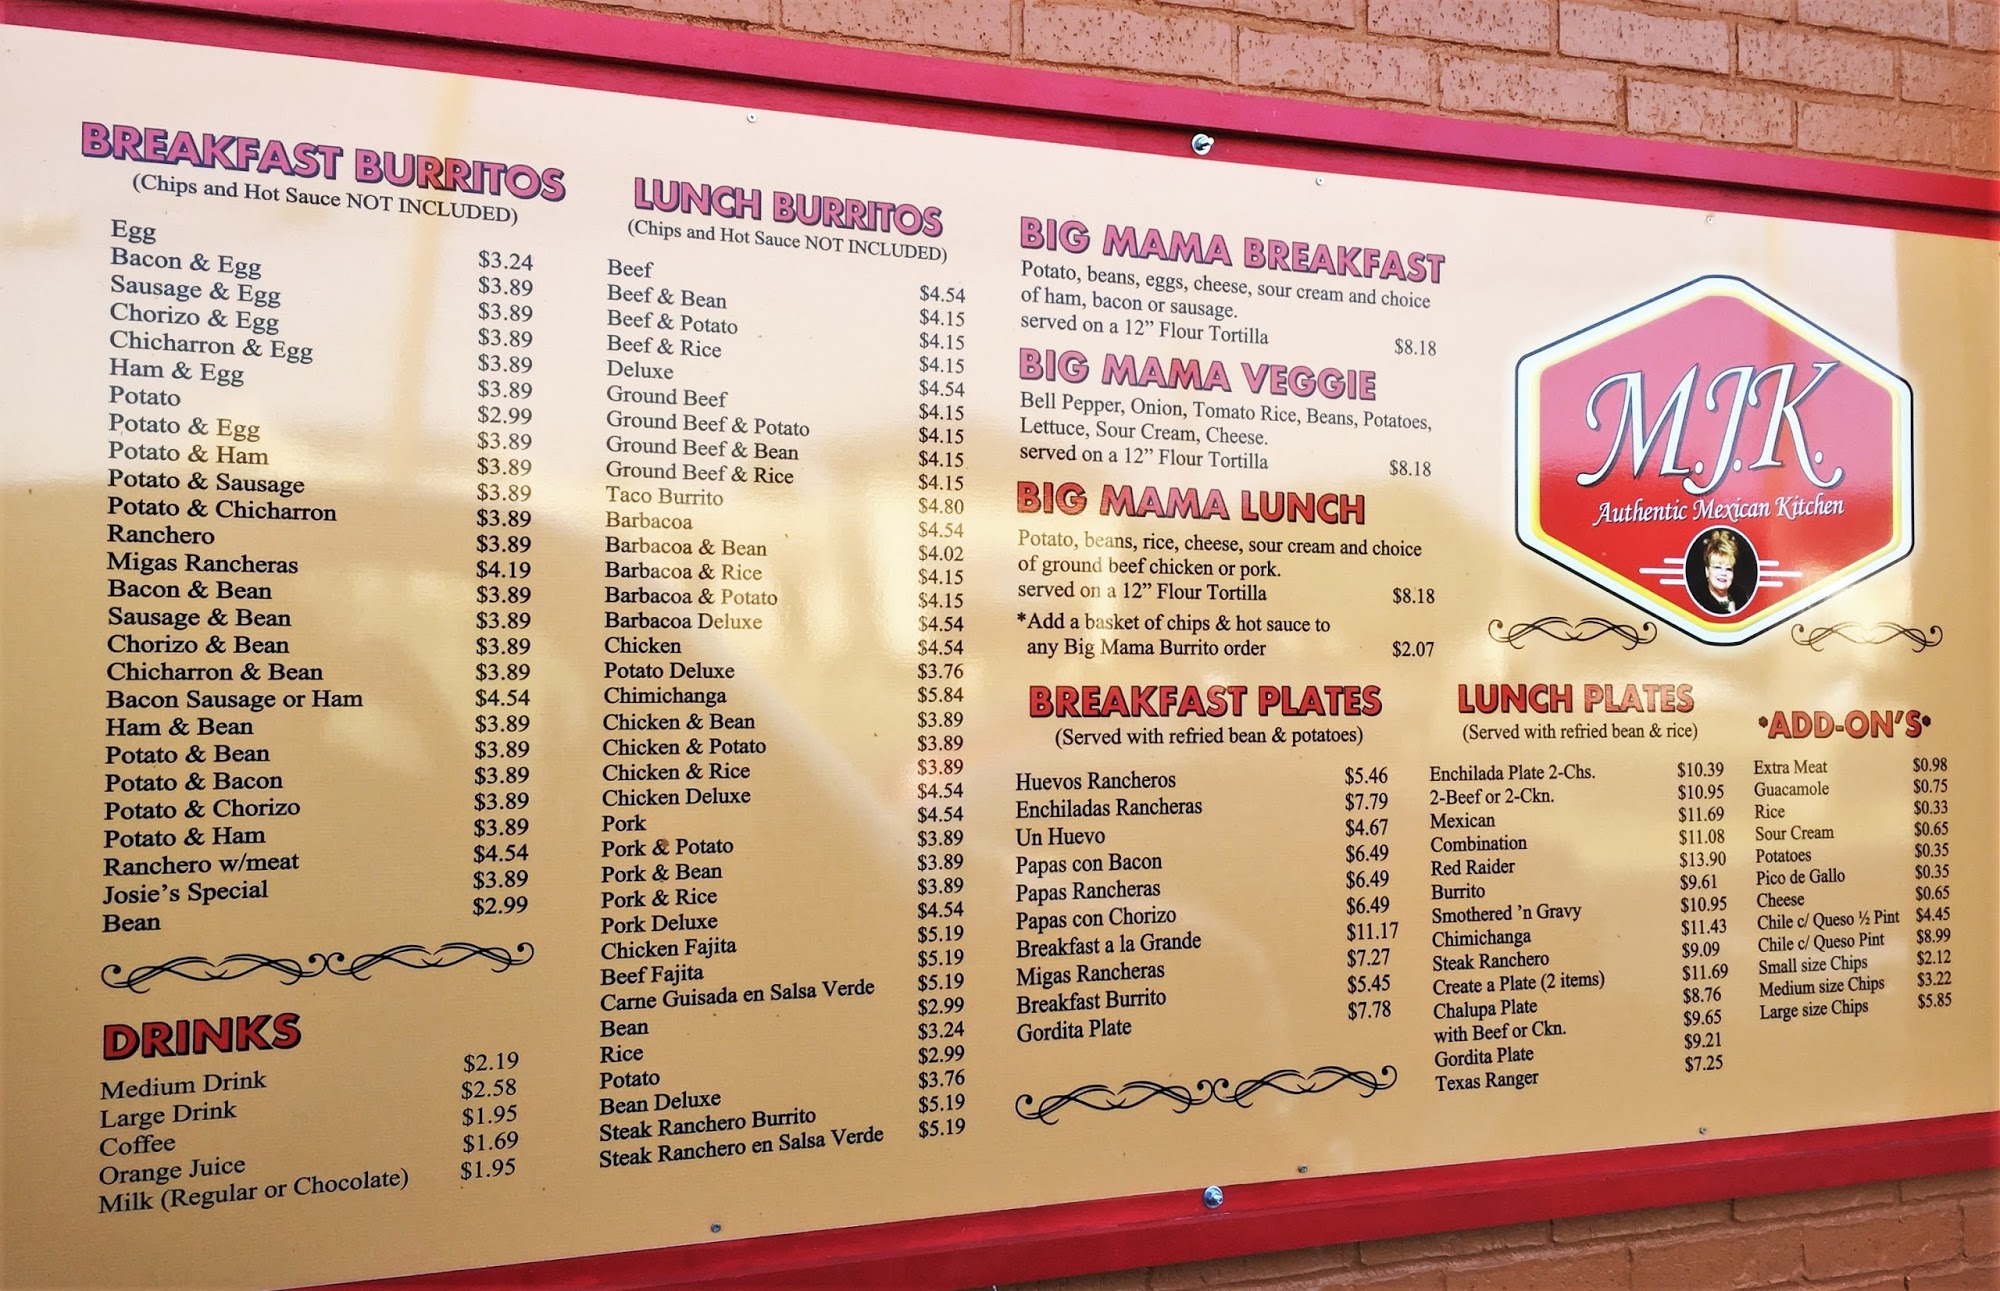 BREAKFAST BURRITOS
(Chips and Hot Sauce NOT INCLUDED)
Egg $3.24
Bacon & Egg $3.89
Sausage & Egg $3.89
Chorizo & Egg $3.89
Chicharron & Egg $3.89
Ham & Egg $3.89
Potato $2.99
Potato & Egg $3.89
Potato & Ham $3.89
Potato & Sausage $3.89
Potato & Chicharron $3.89
Ranchero $3.89
Migas Rancheras $4.19
Bacon & Bean $3.89
Sausage & Bean $3.89
Chorizo & Bean $3.89
Chicharron & Bean $3.89
Bacon Sausage or Ham $4.54
Ham & Bean $3.89
Potato & Bean $3.89
Potato & Bacon $3.89
Potato & Chorizo $3.89
Potato & Ham $3.89
Ranchero w/meat $4.54
Josie's Special $3.89
Bean $2.99
DRINKS
Medium Drink $2.19
Large Drink $2.58
Coffee $1.95
Orange Juice $1.69
Milk (Regular or Chocolate) $1.95
LUNCH BURRITOS
(Chips and Hot Sauce NOT INCLUDED)
Beef $4.54
Beef & Bean $4.15
Beef & Potato $4.15
Beef & Rice $4.15
Deluxe $4.54
Ground Beef $4.15
Ground Beef & Potato $4.15
Ground Beef & Bean $4.15
Ground Beef & Rice $4.15
Taco Burrito $4.80
Barbacoa $4.54
Barbacoa & Bean $4.02
Barbacoa & Rice $4.15
Barbacoa & Potato $4.15
Barbacoa Deluxe $4.54
Chicken $4.54
Potato Deluxe $3.76
Chimichanga $5.84
Chicken & Bean $3.89
Chicken & Potato $3.89
Chicken & Rice $3.89
Chicken Deluxe $4.54
Pork $4.54
Pork & Potato $3.89
Pork & Bean $3.89
Pork & Rice $3.89
Pork Deluxe $4.54
Chicken Fajita $5.19
Beef Fajita $5.19
Carne Guisada en Salsa Verde $5.19
Bean $2.99
Rice $3.24
Potato $2.99
Bean Deluxe $3.76
Steak Ranchero Burrito $5.19
Steak Ranchero en Salsa Verde $5.19
BIG MAMA BREAKFAST
Potato, beans, eggs, cheese, sour cream and choice
of ham, bacon or sausage.
served on a 12" Flour Tortilla $8.18
BIG MAMA VEGGIE
Bell Pepper, Onion, Tomato Rice, Beans, Potatoes,
Lettuce, Sour Cream, Cheese.
served on a 12" Flour Tortilla $8.18
BIG MAMA LUNCH
Potato, beans, rice, cheese, sour cream and choice
of ground beef chicken or pork.
served on a 12" Flour Tortilla $8.18
*Add a basket of chips & hot sauce to
any Big Mama Burrito order $2.07
M.J.K.
Authentic Mexican Kitchen
BREAKFAST PLATES
(Served with refried bean & potatoes)
Huevos Rancheros $5.46
Enchiladas Rancheras $7.79
Un Huevo $4.67
Papas con Bacon $6.49
Papas Rancheras $6.49
Papas con Chorizo $6.49
Breakfast a la Grande $11.17
Migas Rancheras $7.27
Breakfast Burrito $5.45
Gordita Plate $7.78
LUNCH PLATES
(Served with refried bean & rice)
Enchilada Plate 2-Chs. $10.39
2-Beef or 2-Ckn. $10.95
Mexican $11.69
Combination $11.08
Red Raider $13.90
Burrito $9.61
Smothered 'n Gravy $10.95
Chimichanga $11.43
Steak Ranchero $9.09
Create a Plate (2 items) $11.69
Chalupa Plate $8.76
with Beef or Ckn. $9.65
Gordita Plate $9.21
Texas Ranger $7.25
*ADD-ON'S*
Extra Meat $0.98
Guacamole $0.75
Rice $0.33
Sour Cream $0.65
Potatoes $0.35
Pico de Gallo $0.35
Cheese $0.65
Chile c/ Queso ½ Pint $4.45
Chile c/ Queso Pint $8.99
Small size Chips $2.12
Medium size Chips $3.22
Large size Chips $5.85